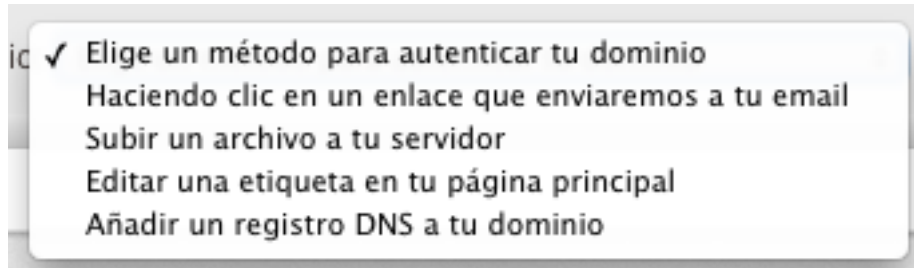 ✓ Elige un método para autenticar tu dominio
Haciendo clic en un enlace que enviaremos a tu email
Subir un archivo a tu servidor
Editar una etiqueta en tu página principal
Añadir un registro DNS a tu dominio